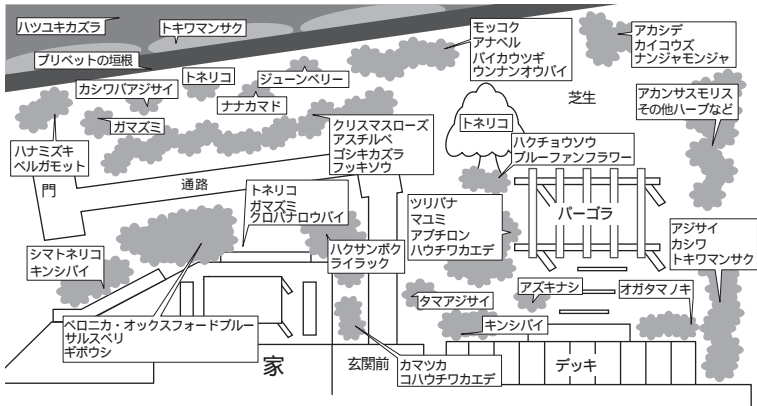 ハツユキカズラ
トキワマンサク
プリペットの垣根
カシワバアジサイ
トネリコ
ジューンベリー
ナナカマド
ガマズミ
ハナミズキ
ベルガモット
門
通路
モッコク
アナベル
バイカウツギ
ウンナンオウバイ
アカシデ
カイコウズ
ナンジャモンジャ
芝生
アカンサスモリス
その他ハーブなど
クリスマスローズ
アスチルベ
ゴシキカズラ
フッキソウ
トネリコ
ハクチョウソウ
ブルーファンフラワー
トネリコ
ガマズミ
クロバナロウバイ
ツリバナ
マユミ
アブチロン
ハウチワカエデ
パーゴラ
アジサイ
カシワ
トキワマンサク
シマトネリコ
キンシバイ
ハクサンボク
ライラック
タマアジサイ
アズキナシ
オガタマノキ
ベロニカ・オックスフォードブルー
サルスベリ
ギボウシ
キンシバイ
家
玄関前
カマツカ
コハウチワカエデ
デッキ